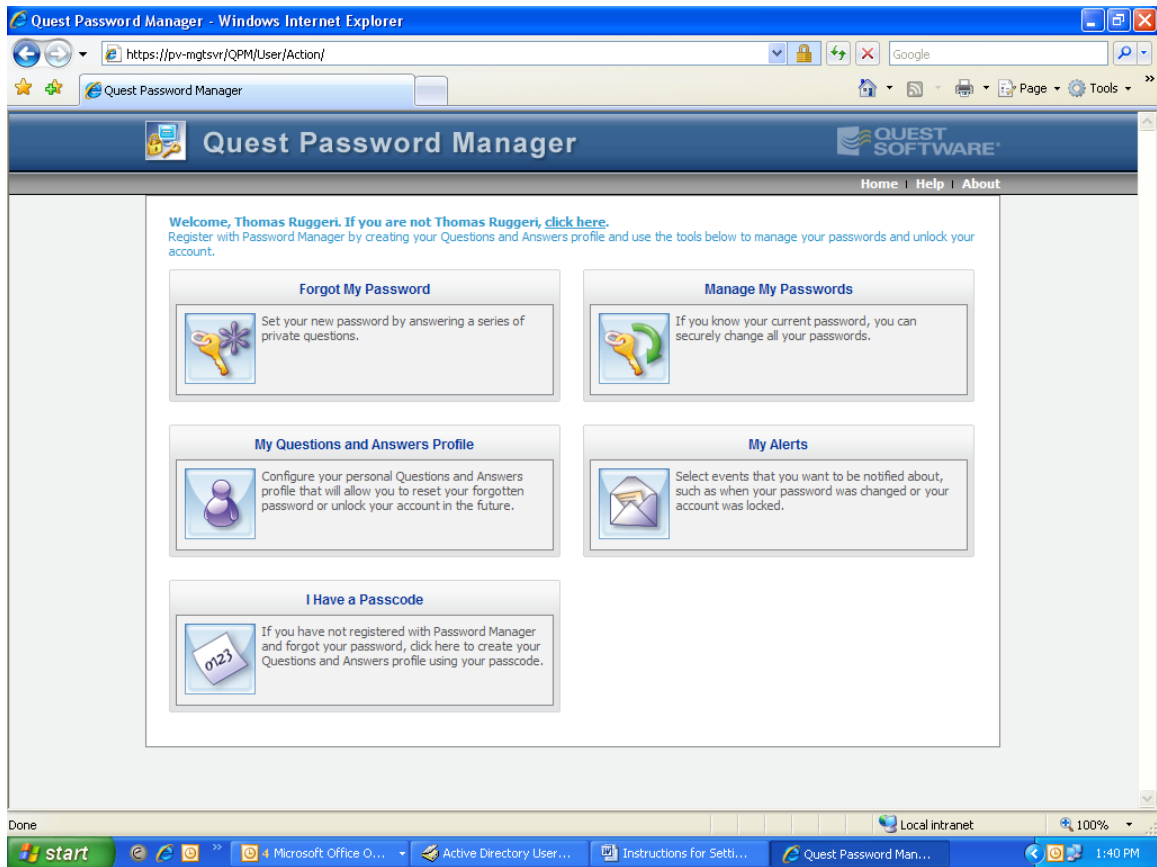 Quest Password Manager - Windows Internet Explorer
https://pv-mgtsvr/QPM/User/Action/
Google
Quest Password Manager
Page
Tools
»
Quest Password Manager
QUEST
SOFTWARE
Home | Help | About
Welcome, Thomas Ruggeri. If you are not Thomas Ruggeri, click here.
Register with Password Manager by creating your Questions and Answers profile and use the tools below to manage your passwords and unlock your
account.
Forgot My Password
Set your new password by answering a series of
private questions.
Manage My Passwords
If you know your current password, you can
securely change all your passwords.
My Questions and Answers Profile
Configure your personal Questions and Answers
profile that will allow you to reset your forgotten
password or unlock your account in the future.
My Alerts
Select events that you want to be notified about,
such as when your password was changed or your
account was locked.
I Have a Passcode
0123
If you have not registered with Password Manager
and forgot your password, click here to create your
Questions and Answers profile using your passcode.
Done
Local intranet
100%
start
»
4 Microsoft Office O...
Active Directory User...
Instructions for Setti...
Quest Password Man...
1:40 PM